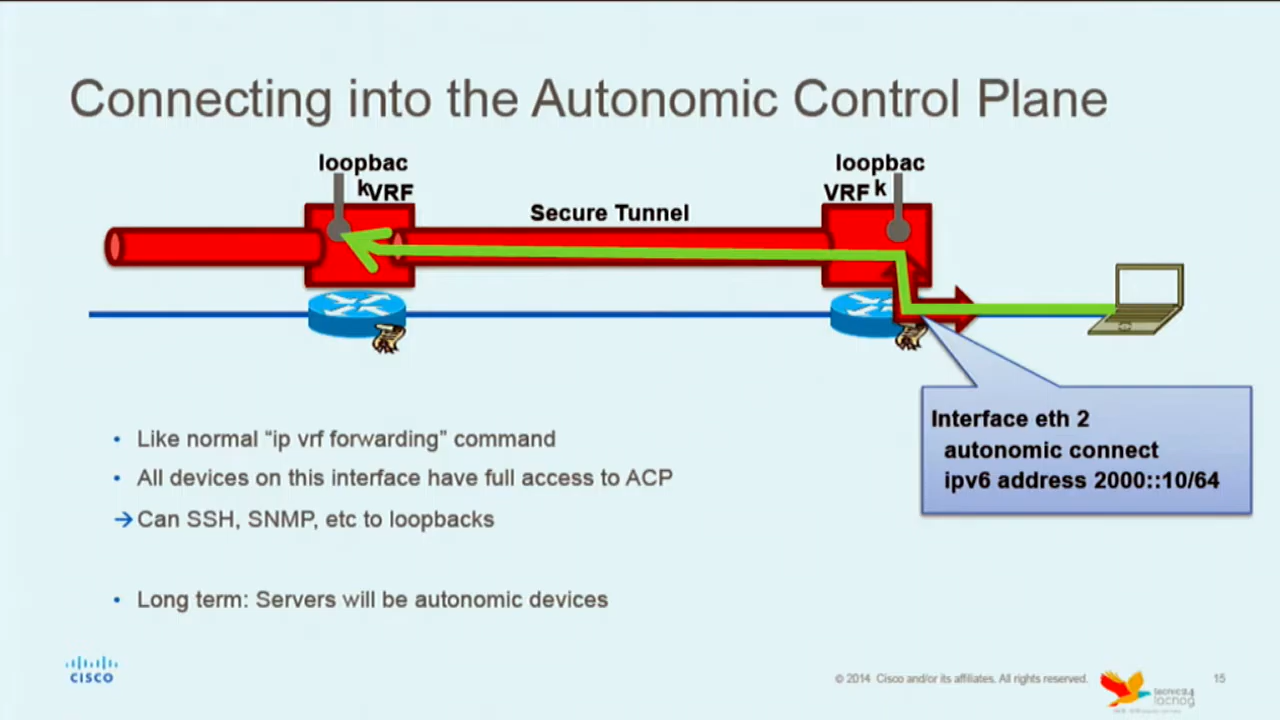 Connecting into the Autonomic Control Plane
loopbac
k
VRF
loopbac
VRF k
Secure Tunnel
Interface eth 2
autonomic connect
ipv6 address 2000::10/64
• Like normal “ip vrf forwarding” command
• All devices on this interface have full access to ACP
→ Can SSH, SNMP, etc to loopbacks
• Long term: Servers will be autonomic devices
CISCO
© 2014 Cisco and/or its affiliates. All rights reserved.
lacnog
15